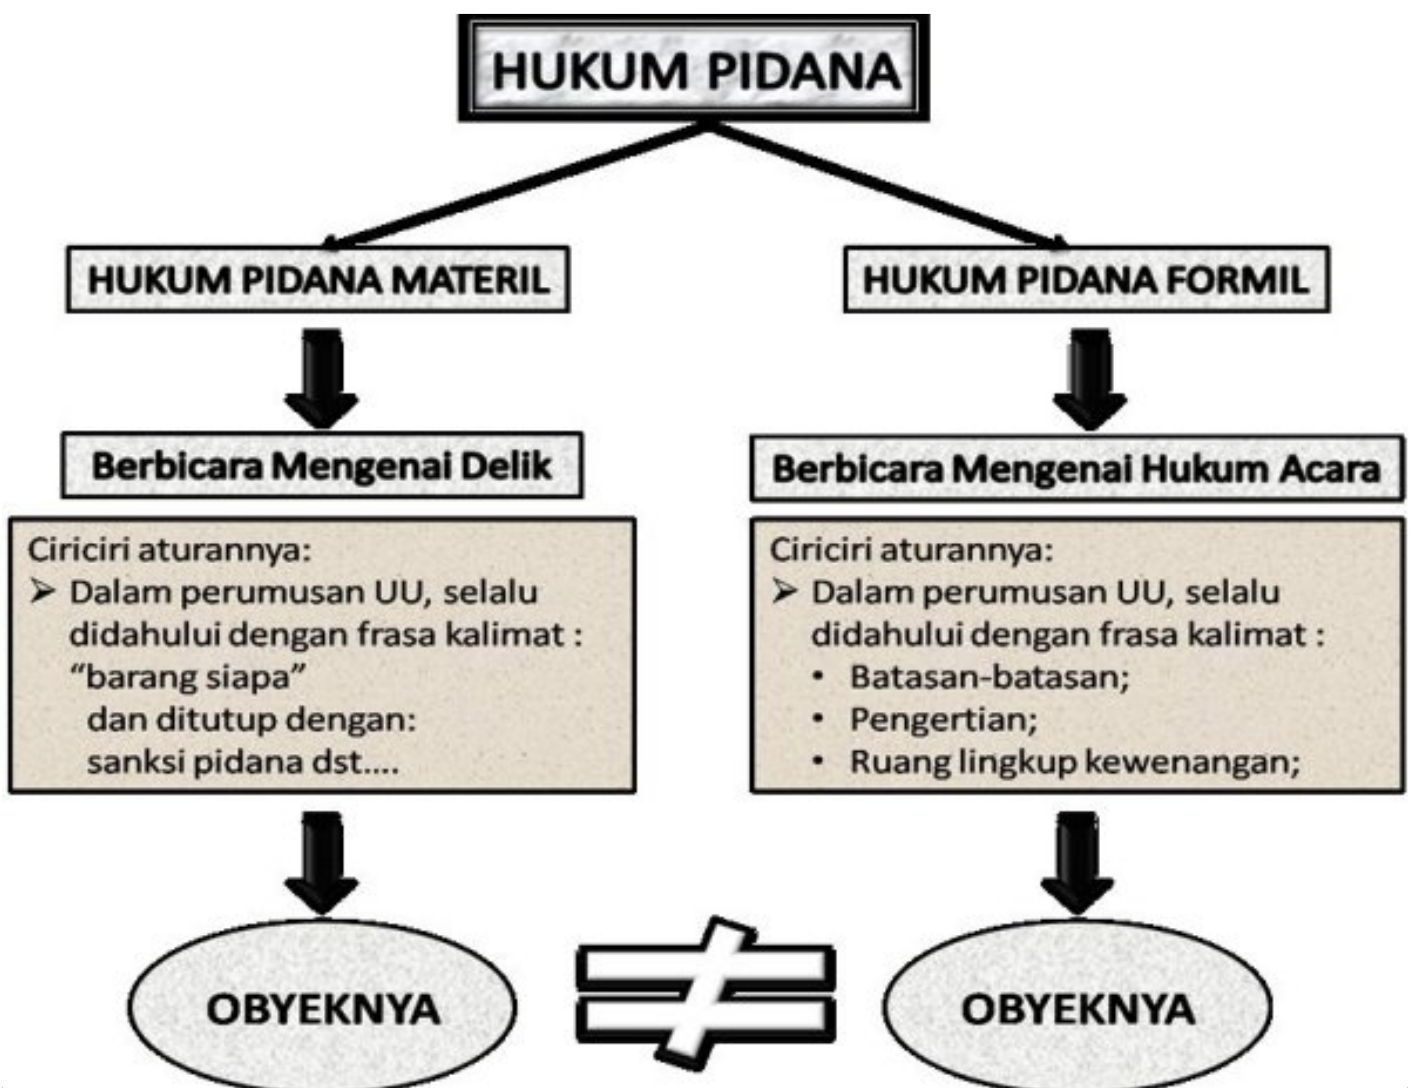 HUKUM PIDANA
HUKUM PIDANA MATERIL
Berbicara Mengenai Delik
Ciriciri aturannya:
➢ Dalam perumusan UU, selalu
didahului dengan frasa kalimat :
“barang siapa”
dan ditutup dengan:
sanksi pidana dst....
OBYEKNYA
≠
HUKUM PIDANA FORMIL
Berbicara Mengenai Hukum Acara
Ciriciri aturannya:
➢ Dalam perumusan UU, selalu
didahului dengan frasa kalimat :
• Batasan-batasan;
• Pengertian;
• Ruang lingkup kewenangan;
OBYEKNYA